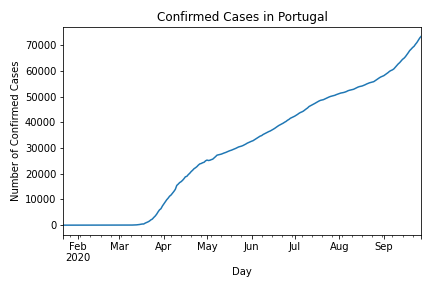 Confirmed Cases in Portugal
Number of Confirmed Cases
70000
60000
50000
40000
30000
20000
10000
0
Feb Mar Apr May Jun Jul Aug Sep
2020
Day